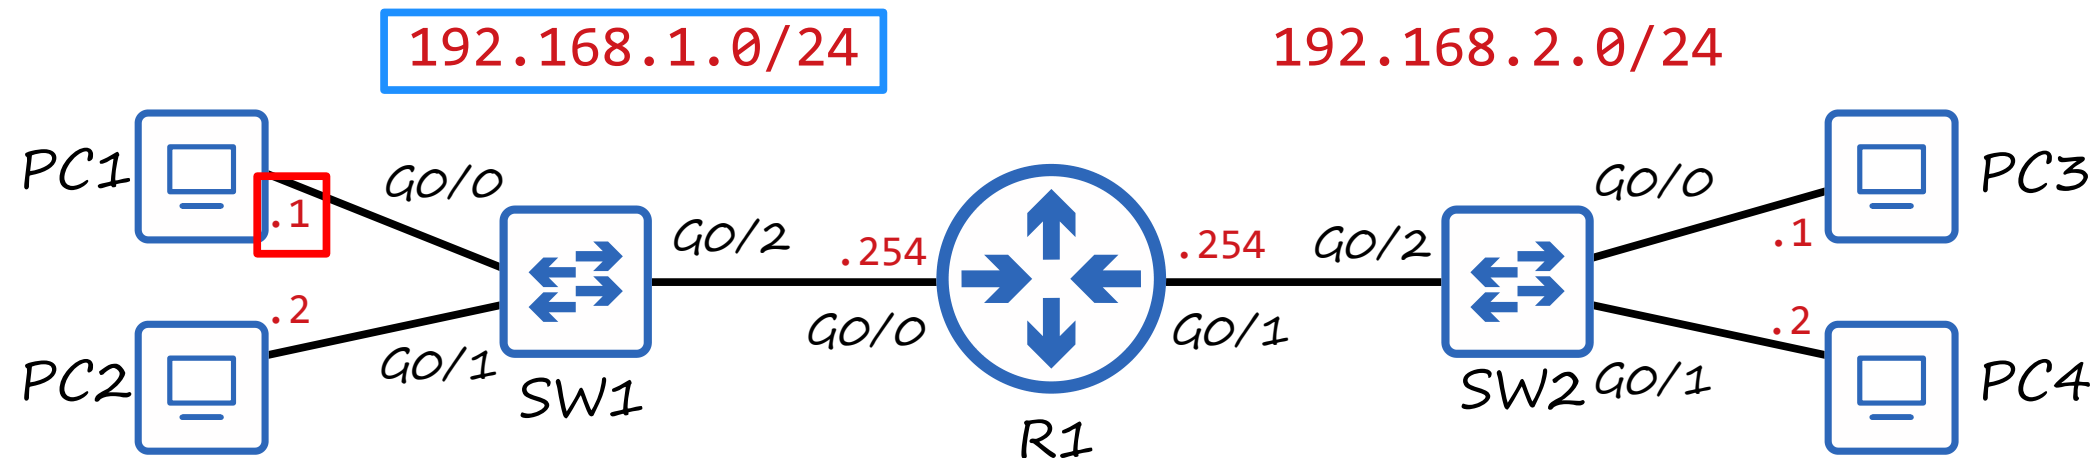 192.168.1.0/24
192.168.2.0/24
PC1
.1
G0/0
G0/2
.254
G0/0
.254
G0/1
G0/2
G0/0
.1
PC3
PC2
.2
G0/1
SW1
R1
SW2
G0/1
.2
PC4